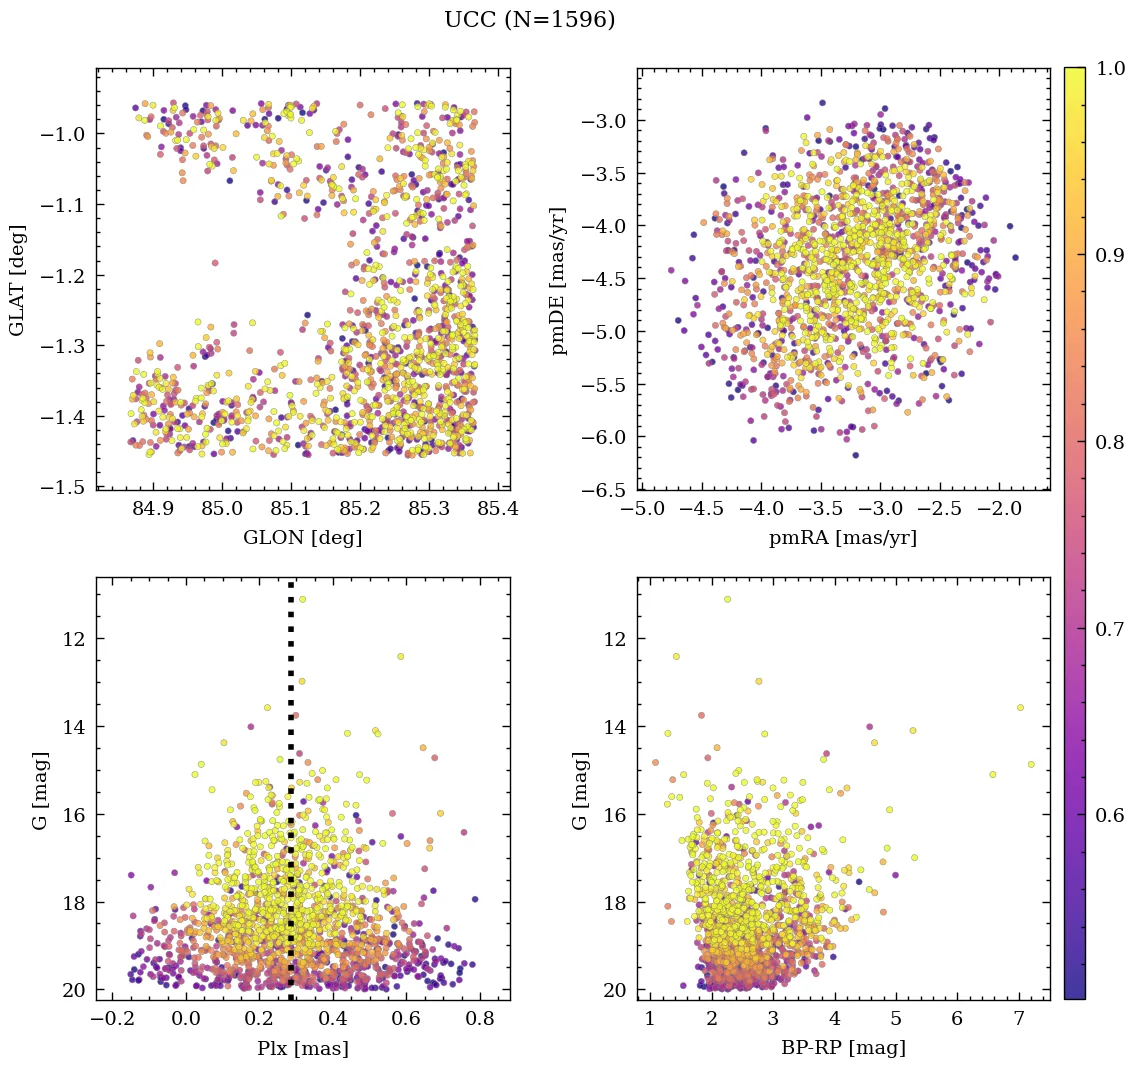 UCC (N=1596)
GLAT [deg]
−1.0
−1.1
−1.2
−1.3
−1.4
−1.5
84.9 85.0 85.1 85.2 85.3 85.4
GLON [deg]
pmDE [mas/yr]
−3.0
−3.5
−4.0
−4.5
−5.0
−5.5
−6.0
−6.5
−5.0 −4.5 −4.0 −3.5 −3.0 −2.5 −2.0
pmRA [mas/yr]
1.0
0.9
0.8
0.7
0.6
G [mag]
12
14
16
18
20
−0.2 0.0 0.2 0.4 0.6 0.8
Plx [mas]
G [mag]
12
14
16
18
20
1 2 3 4 5 6 7
BP-RP [mag]